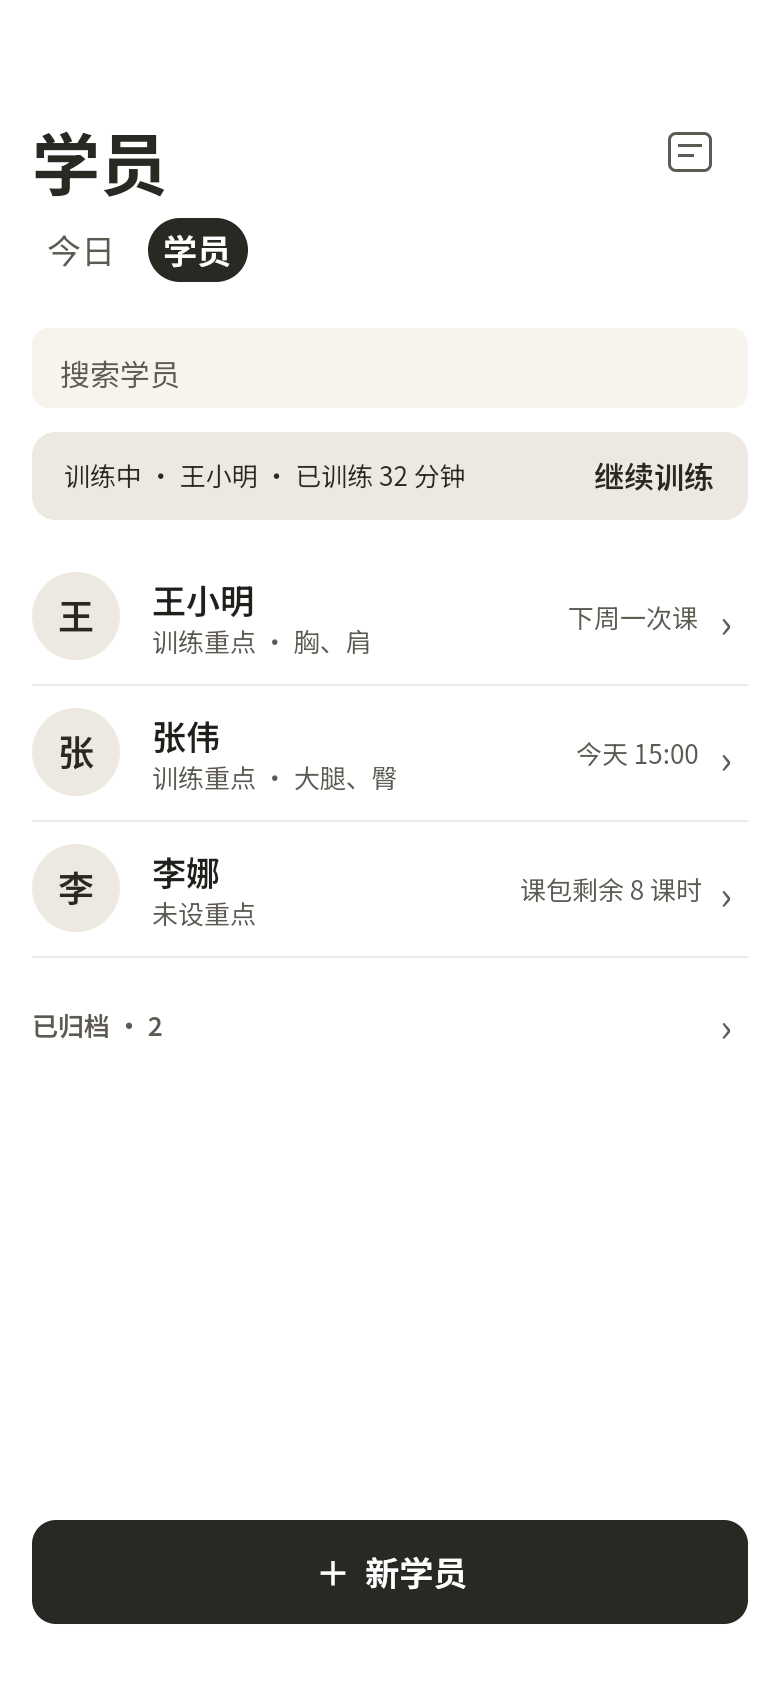 学员
今日 学员
搜索学员
训练中 · 王小明 · 已训练 32 分钟 继续训练
王 王小明 下周一次课 ›
训练重点 · 胸、肩
张 张伟 今天 15:00 ›
训练重点 · 大腿、臀
李 李娜 课包剩余 8 课时 ›
未设重点
已归档 · 2 ›
＋ 新学员